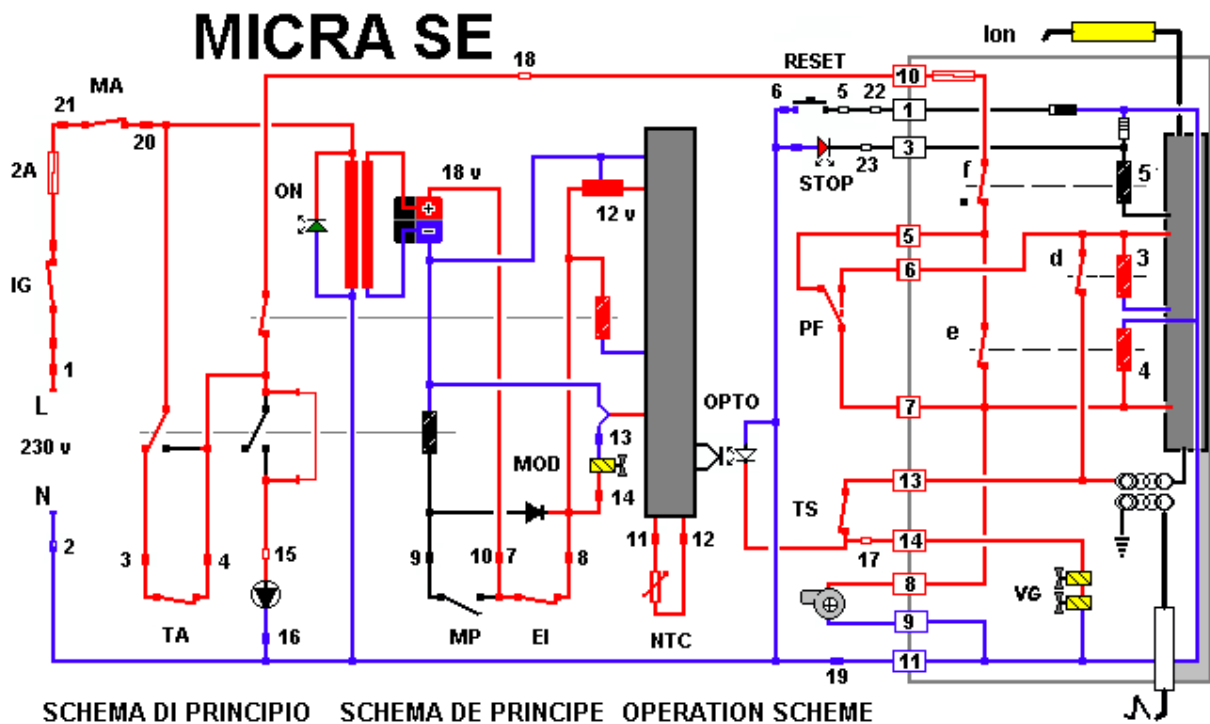 MICRA SE
Ion
18
RESET
MA
10
21
6
5
22
1
20
3
2A
23
ON
18 v
STOP
f
5
+
12 v
-
5
6
d
3
IG
PF
e
4
1
L
7
OPTO
230 v
13
MOD
N
14
13
TS
2
11
12
14
3
4
15
9
10
7
8
17
8
VG
9
TA
16
MP
EI
NTC
11
19
SCHEMA DI PRINCIPIO SCHEMA DE PRINCIPE OPERATION SCHEME